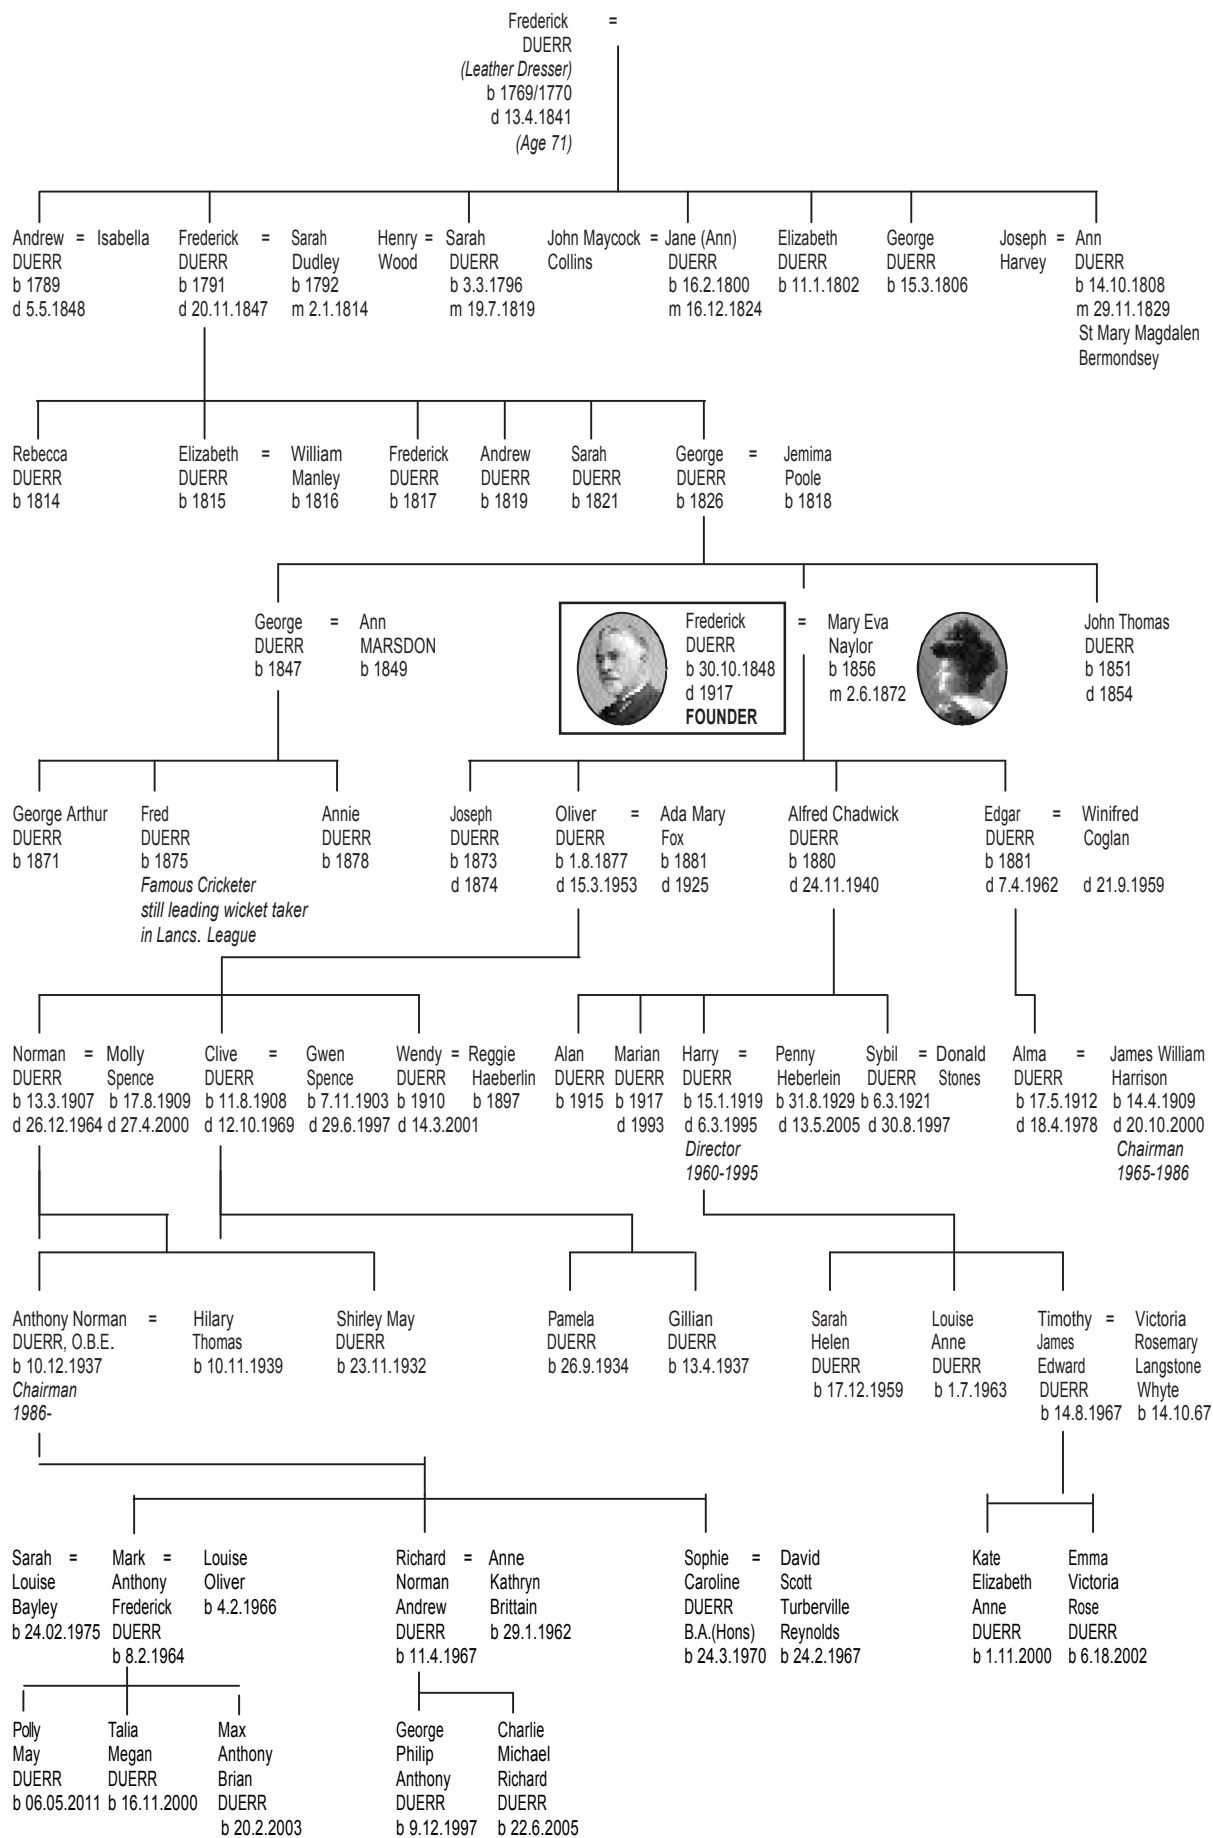 Frederick =
DUERR
(Leather Dresser)
b 1769/1770
d 13.4.1841
(Age 71)
Andrew = Isabella
DUERR
b 1789
d 5.5.1848
Frederick =
DUERR
b 1791
d 20.11.1847
Sarah
Dudley
b 1792
m 2.1.1814
Henry =
Wood
Sarah
DUERR
b 3.3.1796
m 19.7.1819
John Maycock =
Collins
Jane (Ann)
DUERR
b 16.2.1800
m 16.12.1824
Elizabeth
DUERR
b 11.1.1802
George
DUERR
b 15.3.1806
Joseph =
Harvey
Ann
DUERR
b 14.10.1808
m 29.11.1829
St Mary Magdalen
Bermondsey
Rebecca
DUERR
b 1814
Elizabeth =
DUERR
b 1815
William
Manley
b 1816
Frederick
DUERR
b 1817
Andrew
DUERR
b 1819
Sarah
DUERR
b 1821
George =
DUERR
b 1826
Jemima
Poole
b 1818
George =
DUERR
b 1847
Ann
MARSDON
b 1849
Frederick
DUERR
b 30.10.1848
d 1917
FOUNDER
= Mary Eva
Naylor
b 1856
m 2.6.1872
John Thomas
DUERR
b 1851
d 1854
George Arthur
DUERR
b 1871
Fred
DUERR
b 1875
Famous Cricketer
still leading wicket taker
in Lancs. League
Annie
DUERR
b 1878
Joseph
DUERR
b 1873
d 1874
Oliver =
DUERR
b 1.8.1877
d 15.3.1953
Ada Mary
Fox
b 1881
d 1925
Alfred Chadwick
DUERR
b 1880
d 24.11.1940
Edgar =
DUERR
b 1881
d 7.4.1962
Winifred
Coglan
d 21.9.1959
Norman =
DUERR
b 13.3.1907
d 26.12.1964
Molly
Spence
b 17.8.1909
d 27.4.2000
Clive =
DUERR
b 11.8.1908
d 12.10.1969
Gwen
Spence
b 7.11.1903
d 29.6.1997
Wendy =
DUERR
b 1910
d 14.3.2001
Reggie
Haeberlin
b 1897
Alan
DUERR
b 1915
Marian
DUERR
b 1917
d 1993
Harry =
DUERR
b 15.1.1919
d 6.3.1995
Director
1960-1995
Penny
Heberlein
b 31.8.1929
d 13.5.2005
Sybil =
DUERR
b 6.3.1921
d 30.8.1997
Donald
Stones
Alma =
DUERR
b 17.5.1912
d 18.4.1978
James William
Harrison
b 14.4.1909
d 20.10.2000
Chairman
1965-1986
Anthony Norman =
DUERR, O.B.E.
b 10.12.1937
Chairman
1986-
Hilary
Thomas
b 10.11.1939
Shirley May
DUERR
b 23.11.1932
Pamela
DUERR
b 26.9.1934
Gillian
DUERR
b 13.4.1937
Sarah
Helen
DUERR
b 17.12.1959
Louise
Anne
DUERR
b 1.7.1963
Timothy =
James
Edward
DUERR
b 14.8.1967
Victoria
Rosemary
Langstone
Whyte
b 14.10.67
Sarah =
Louise
Bayley
b 24.02.1975
Mark =
Anthony
Frederick
DUERR
b 8.2.1964
Louise
Oliver
b 4.2.1966
Richard =
Norman
Andrew
DUERR
b 11.4.1967
Anne
Kathryn
Brittain
b 29.1.1962
Sophie =
Caroline
DUERR
B.A.(Hons)
b 24.3.1970
David
Scott
Turberville
Reynolds
b 24.2.1967
Kate
Elizabeth
Anne
DUERR
b 1.11.2000
Emma
Victoria
Rose
DUERR
b 6.18.2002
Polly
May
DUERR
b 06.05.2011
Talia
Megan
DUERR
b 16.11.2000
Max
Anthony
Brian
DUERR
b 20.2.2003
George
Philip
Anthony
DUERR
b 9.12.1997
Charlie
Michael
Richard
DUERR
b 22.6.2005